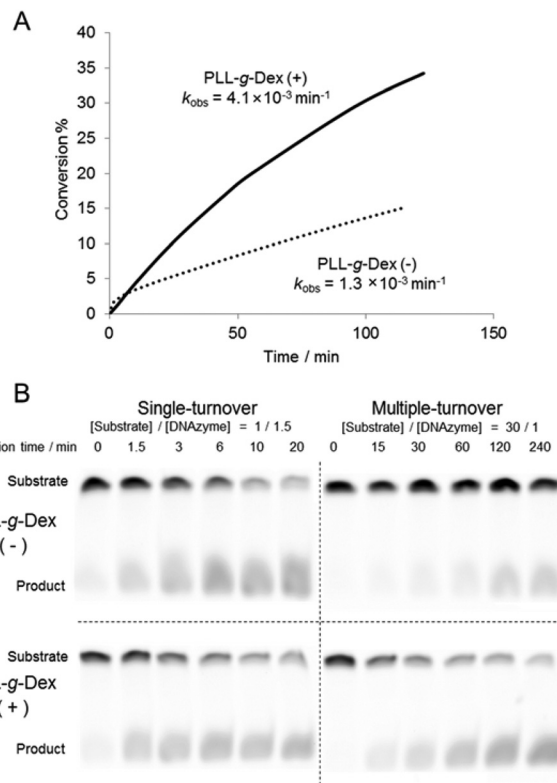 A
40
35
30
25
20
15
10
5
0
Conversion %
PLL-g-Dex (+)
kobs = 4.1×10-3 min-1
PLL-g-Dex (-)
kobs = 1.3 ×10-3 min-1
0 50 100 150
Time / min
B
Single-turnover Multiple-turnover
[Substrate] / [DNAzyme] = 1 / 1.5 [Substrate] / [DNAzyme] = 30 / 1
ion time / min 0 1.5 3 6 10 20 0 15 30 60 120 240
Substrate
-g-Dex
( - )
Product
Substrate
-g-Dex
( + )
Product